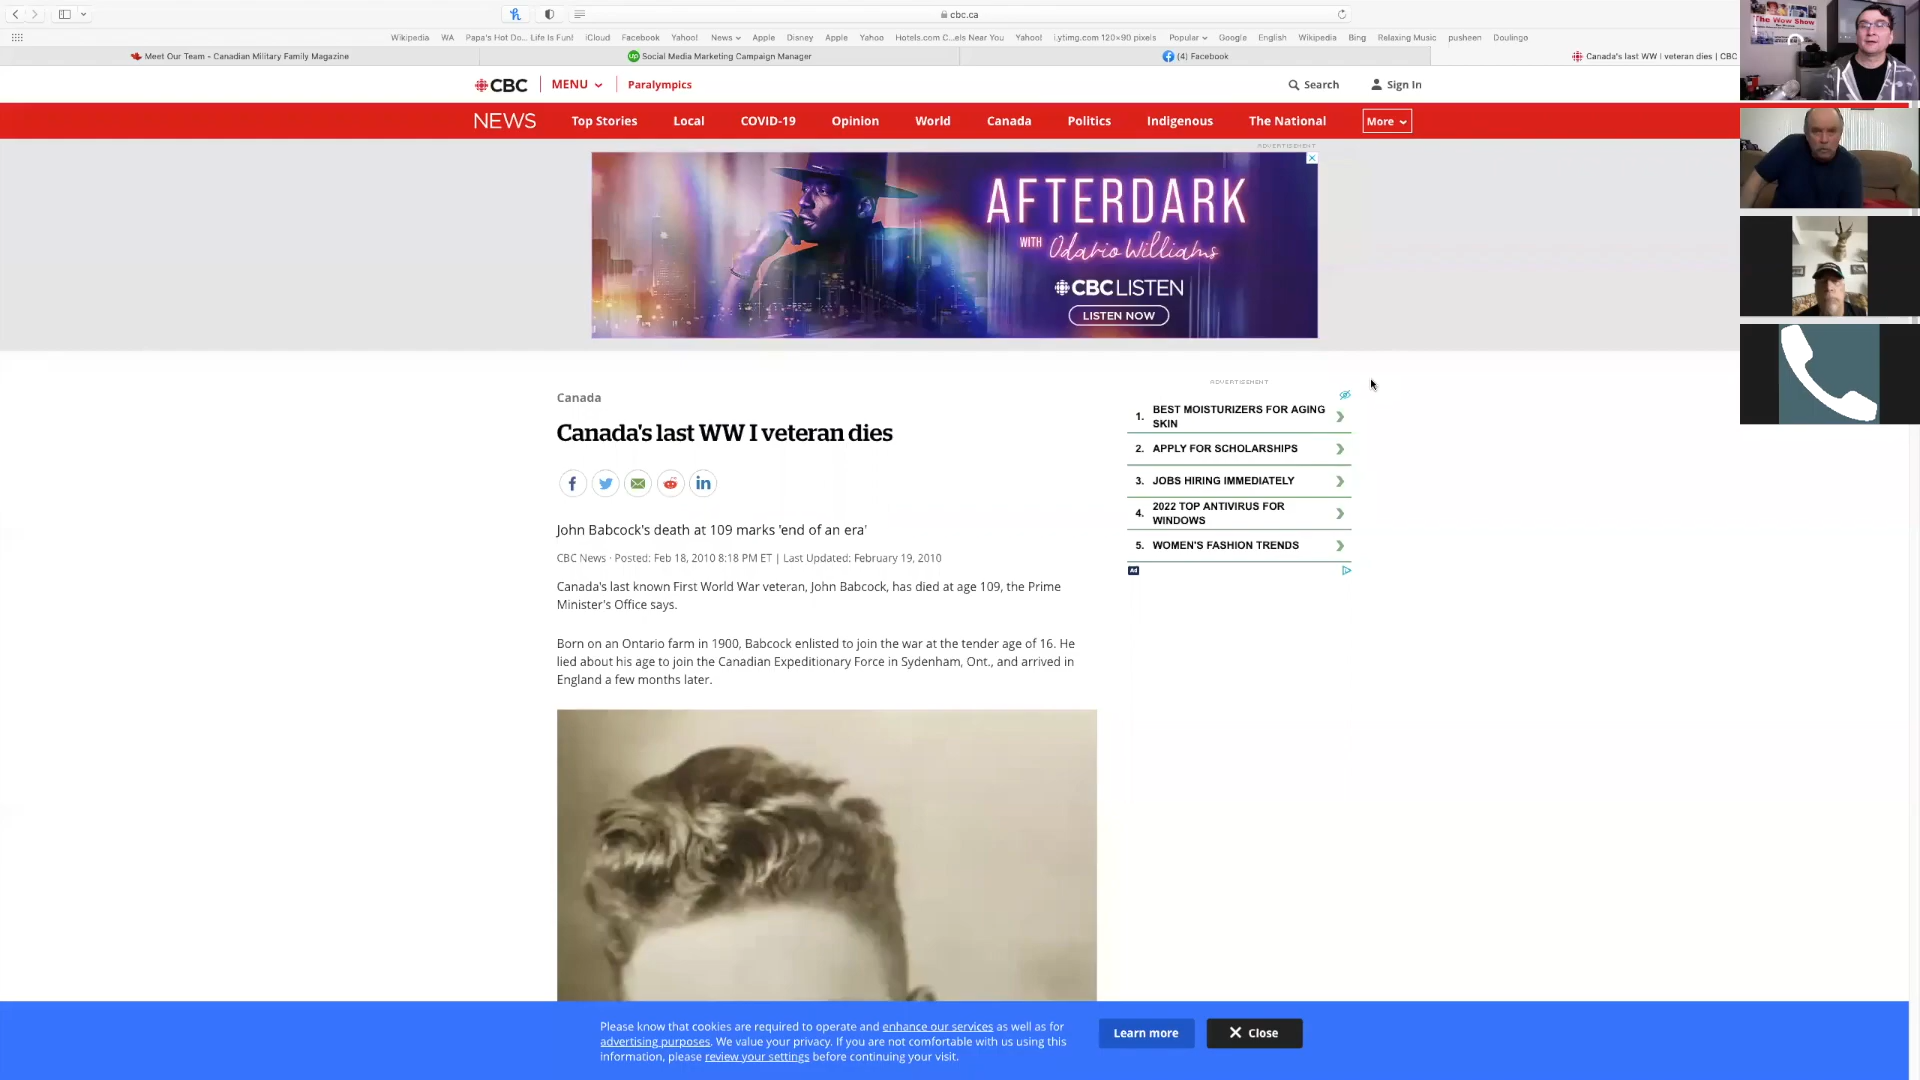 cbc.ca
Wikipedia WA Papa's Hot Do... Life Is Fun! iCloud Facebook Yahoo! News Apple Disney Apple Yahoo Hotels.com C...els Near You Yahoo! i.ytimg.com 120×90 pixels Popular Google English Wikipedia Bing Relaxing Music pusheen Doulingo
Meet Our Team - Canadian Military Family Magazine
Social Media Marketing Campaign Manager
(4) Facebook
Canada's last WW I veteran dies | CBC
The Wow Show
CBC MENU Paralympics Search Sign In
NEWS Top Stories Local COVID-19 Opinion World Canada Politics Indigenous The National More
ADVERTISEMENT
AFTERDARK
WITH Odario Williams
CBC LISTEN
LISTEN NOW
Canada
Canada's last WW I veteran dies
John Babcock's death at 109 marks 'end of an era'
CBC News · Posted: Feb 18, 2010 8:18 PM ET | Last Updated: February 19, 2010
Canada's last known First World War veteran, John Babcock, has died at age 109, the Prime
Minister's Office says.
Born on an Ontario farm in 1900, Babcock enlisted to join the war at the tender age of 16. He
lied about his age to join the Canadian Expeditionary Force in Sydenham, Ont., and arrived in
England a few months later.
ADVERTISEMENT
1. BEST MOISTURIZERS FOR AGING
SKIN
2. APPLY FOR SCHOLARSHIPS
3. JOBS HIRING IMMEDIATELY
4. 2022 TOP ANTIVIRUS FOR
WINDOWS
5. WOMEN'S FASHION TRENDS
Ad
Please know that cookies are required to operate and enhance our services as well as for
advertising purposes. We value your privacy. If you are not comfortable with us using this
information, please review your settings before continuing your visit.
Learn more
Close